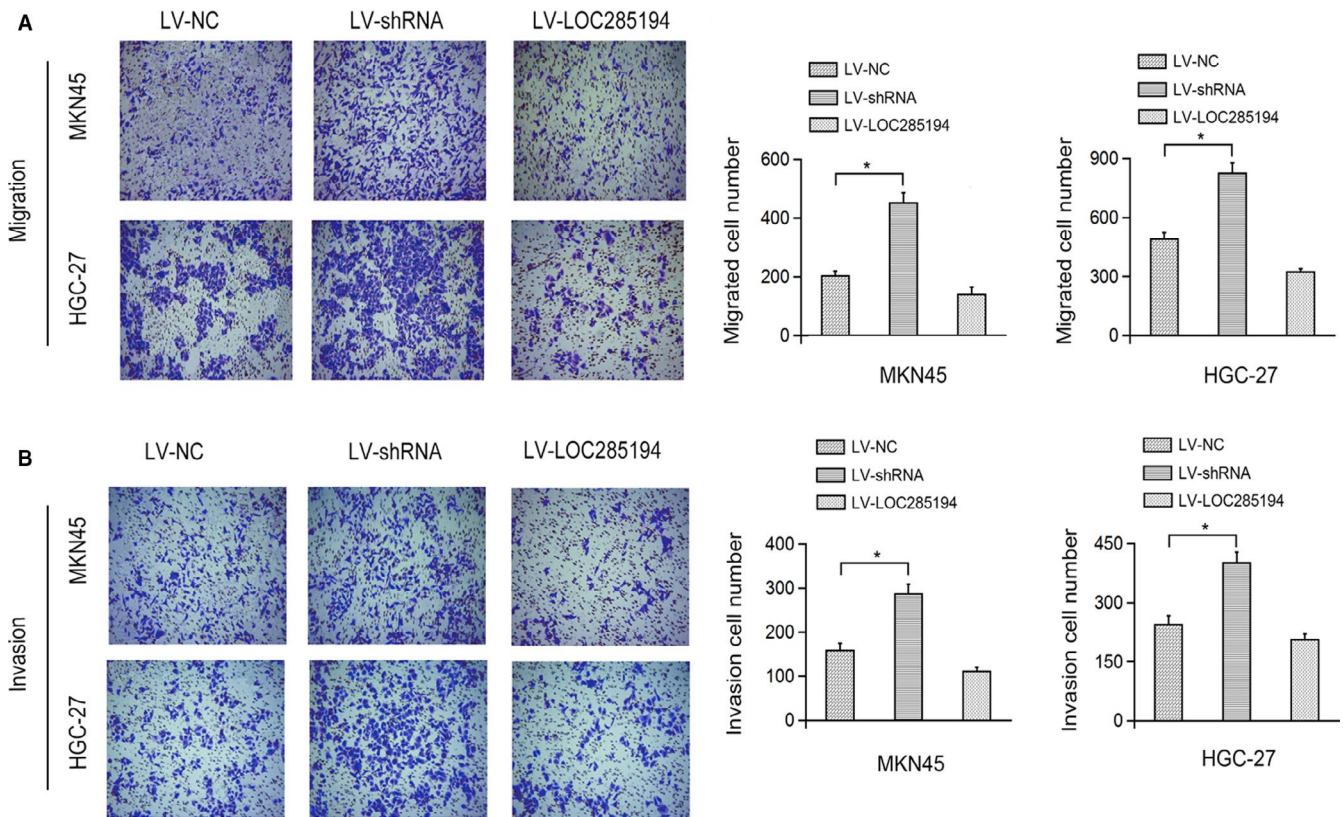 A
LV-NC LV-shRNA LV-LOC285194
Migration
MKN45
HGC-27
LV-NC
LV-shRNA
LV-LOC285194
*
Migrated cell number
600
400
200
0
MKN45
LV-NC
LV-shRNA
LV-LOC285194
*
Migrated cell number
900
600
300
0
HGC-27
B
LV-NC LV-shRNA LV-LOC285194
Invasion
MKN45
HGC-27
LV-NC
LV-shRNA
LV-LOC285194
*
Invasion cell number
400
300
200
100
0
MKN45
LV-NC
LV-shRNA
LV-LOC285194
*
Invasion cell number
450
300
150
0
HGC-27